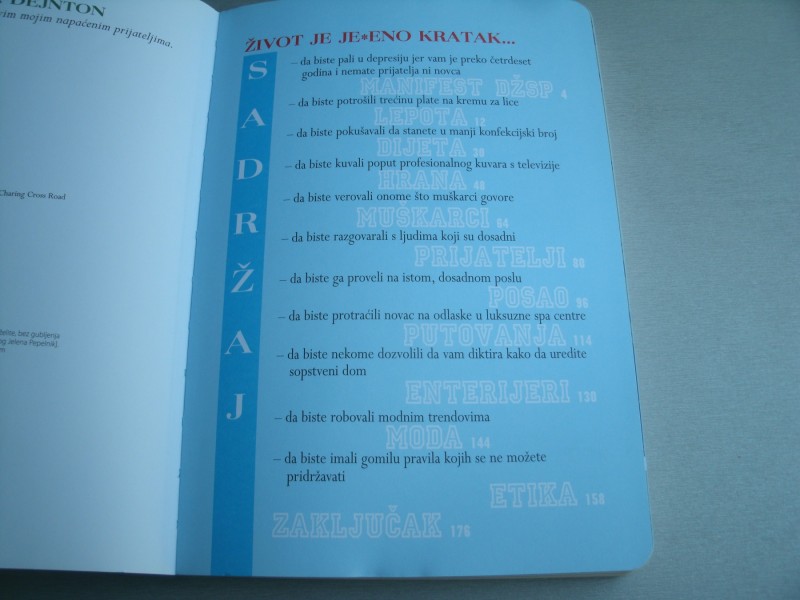 DEJNTON
vim mojim napaćenim prijateljima.
Charing Cross Road
bez gubljenja
Jelena Pepelnik]
ŽIVOT JE JE*ENO KRATAK...
SADRŽAJ
– da biste pali u depresiju jer vam je preko četrdeset
godina i nemate prijatelja ni novca
MANIFEST DŽSP 4
– da biste potrošili trećinu plate na kremu za lice
LEPOTA 12
– da biste pokušavali da stanete u manji konfekcijski broj
DIJETA
– da biste kuvali poput profesionalnog kuvara s televizije
HRANA
– da biste verovali onome što muškarci govore
MUŠKARCI
– da biste razgovarali s ljudima koji su dosadni
PRIJATELJI
– da biste ga proveli na istom, dosadnom poslu
POSAO 96
– da biste protraćili novac na odlaske u luksuzne spa centre
PUTOVANJA 114
– da biste nekome dozvolili da vam diktira kako da uredite
sopstveni dom
ENTERIJERI 130
– da biste robovali modnim trendovima
MODA 144
– da biste imali gomilu pravila kojih se ne možete
pridržavati
ETIKA 158
ZAKLJUČAK 176